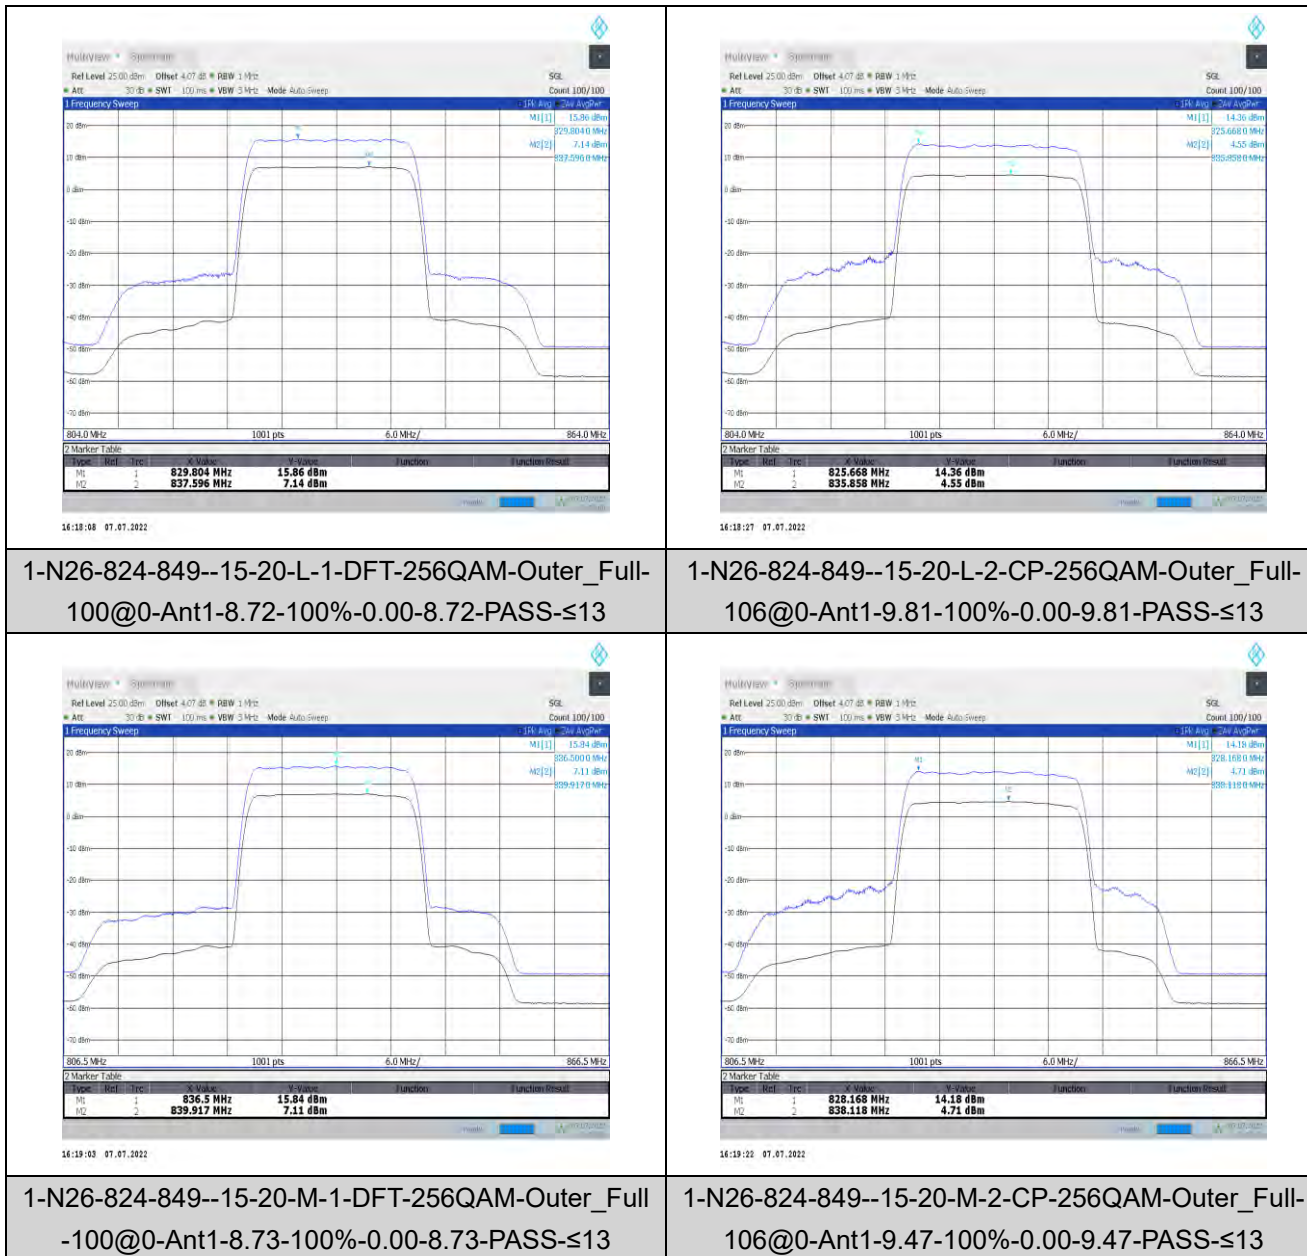 MultiView Spectrum
Ref Level 25.00 dBm Offset 4.07 dB RBW 1 MHz SGL
Att 30 dB SWT 100 ms VBW 3 MHz Mode Auto Sweep Count 100/100
1 Frequency Sweep 1Pk Avg 2Av AvgPwr
M1[1] 15.86 dBm
20 dBm 829.8040 MHz
M2[2] 7.14 dBm
10 dBm 837.5960 MHz
0 dBm
-10 dBm
-20 dBm
-30 dBm
-40 dBm
-50 dBm
-60 dBm
-70 dBm
804.0 MHz 1001 pts 6.0 MHz/ 864.0 MHz
2 Marker Table
Type Ref Trc X-Value Y-Value Function Function Result
M1 1 829.804 MHz 15.86 dBm
M2 2 837.596 MHz 7.14 dBm
16:18:08 07.07.2022
1-N26-824-849--15-20-L-1-DFT-256QAM-Outer_Full-
100@0-Ant1-8.72-100%-0.00-8.72-PASS-≤13
MultiView Spectrum
Ref Level 25.00 dBm Offset 4.07 dB RBW 1 MHz SGL
Att 30 dB SWT 100 ms VBW 3 MHz Mode Auto Sweep Count 100/100
1 Frequency Sweep 1Pk Avg 2Av AvgPwr
M1[1] 14.36 dBm
20 dBm 825.6680 MHz
M2[2] 4.55 dBm
10 dBm 835.8580 MHz
0 dBm
-10 dBm
-20 dBm
-30 dBm
-40 dBm
-50 dBm
-60 dBm
-70 dBm
804.0 MHz 1001 pts 6.0 MHz/ 864.0 MHz
2 Marker Table
Type Ref Trc X-Value Y-Value Function Function Result
M1 1 825.668 MHz 14.36 dBm
M2 2 835.858 MHz 4.55 dBm
16:18:27 07.07.2022
1-N26-824-849--15-20-L-2-CP-256QAM-Outer_Full-
106@0-Ant1-9.81-100%-0.00-9.81-PASS-≤13
MultiView Spectrum
Ref Level 25.00 dBm Offset 4.07 dB RBW 1 MHz SGL
Att 30 dB SWT 100 ms VBW 3 MHz Mode Auto Sweep Count 100/100
1 Frequency Sweep 1Pk Avg 2Av AvgPwr
M1[1] 15.84 dBm
20 dBm 836.5000 MHz
M2[2] 7.11 dBm
10 dBm 839.9170 MHz
0 dBm
-10 dBm
-20 dBm
-30 dBm
-40 dBm
-50 dBm
-60 dBm
-70 dBm
806.5 MHz 1001 pts 6.0 MHz/ 866.5 MHz
2 Marker Table
Type Ref Trc X-Value Y-Value Function Function Result
M1 1 836.5 MHz 15.84 dBm
M2 2 839.917 MHz 7.11 dBm
16:19:03 07.07.2022
1-N26-824-849--15-20-M-1-DFT-256QAM-Outer_Full
-100@0-Ant1-8.73-100%-0.00-8.73-PASS-≤13
MultiView Spectrum
Ref Level 25.00 dBm Offset 4.07 dB RBW 1 MHz SGL
Att 30 dB SWT 100 ms VBW 3 MHz Mode Auto Sweep Count 100/100
1 Frequency Sweep 1Pk Avg 2Av AvgPwr
M1[1] 14.18 dBm
20 dBm 828.1680 MHz
M1
M2[2] 4.71 dBm
10 dBm 838.1180 MHz
0 dBm
-10 dBm
-20 dBm
-30 dBm
-40 dBm
-50 dBm
-60 dBm
-70 dBm
806.5 MHz 1001 pts 6.0 MHz/ 866.5 MHz
2 Marker Table
Type Ref Trc X-Value Y-Value Function Function Result
M1 1 828.168 MHz 14.18 dBm
M2 2 838.118 MHz 4.71 dBm
16:19:22 07.07.2022
1-N26-824-849--15-20-M-2-CP-256QAM-Outer_Full-
106@0-Ant1-9.47-100%-0.00-9.47-PASS-≤13